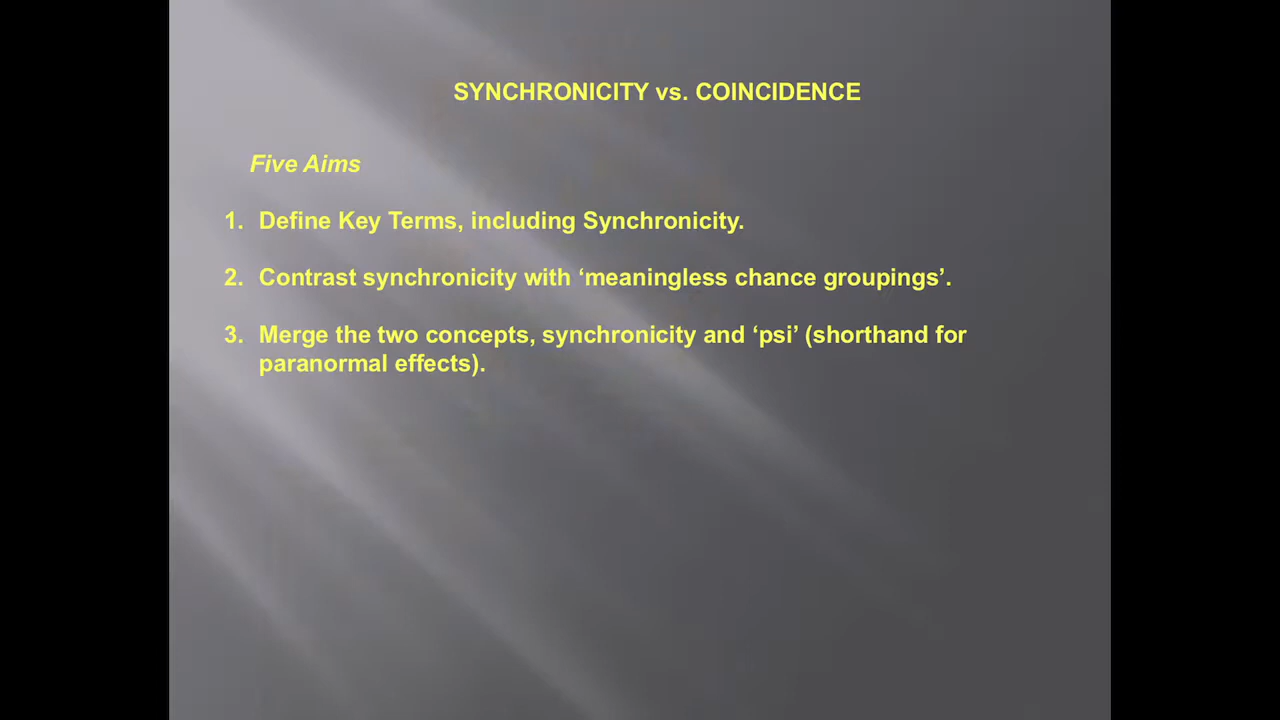 SYNCHRONICITY vs. COINCIDENCE
Five Aims
1. Define Key Terms, including Synchronicity.
2. Contrast synchronicity with ‘meaningless chance groupings’.
3. Merge the two concepts, synchronicity and ‘psi’ (shorthand for
paranormal effects).